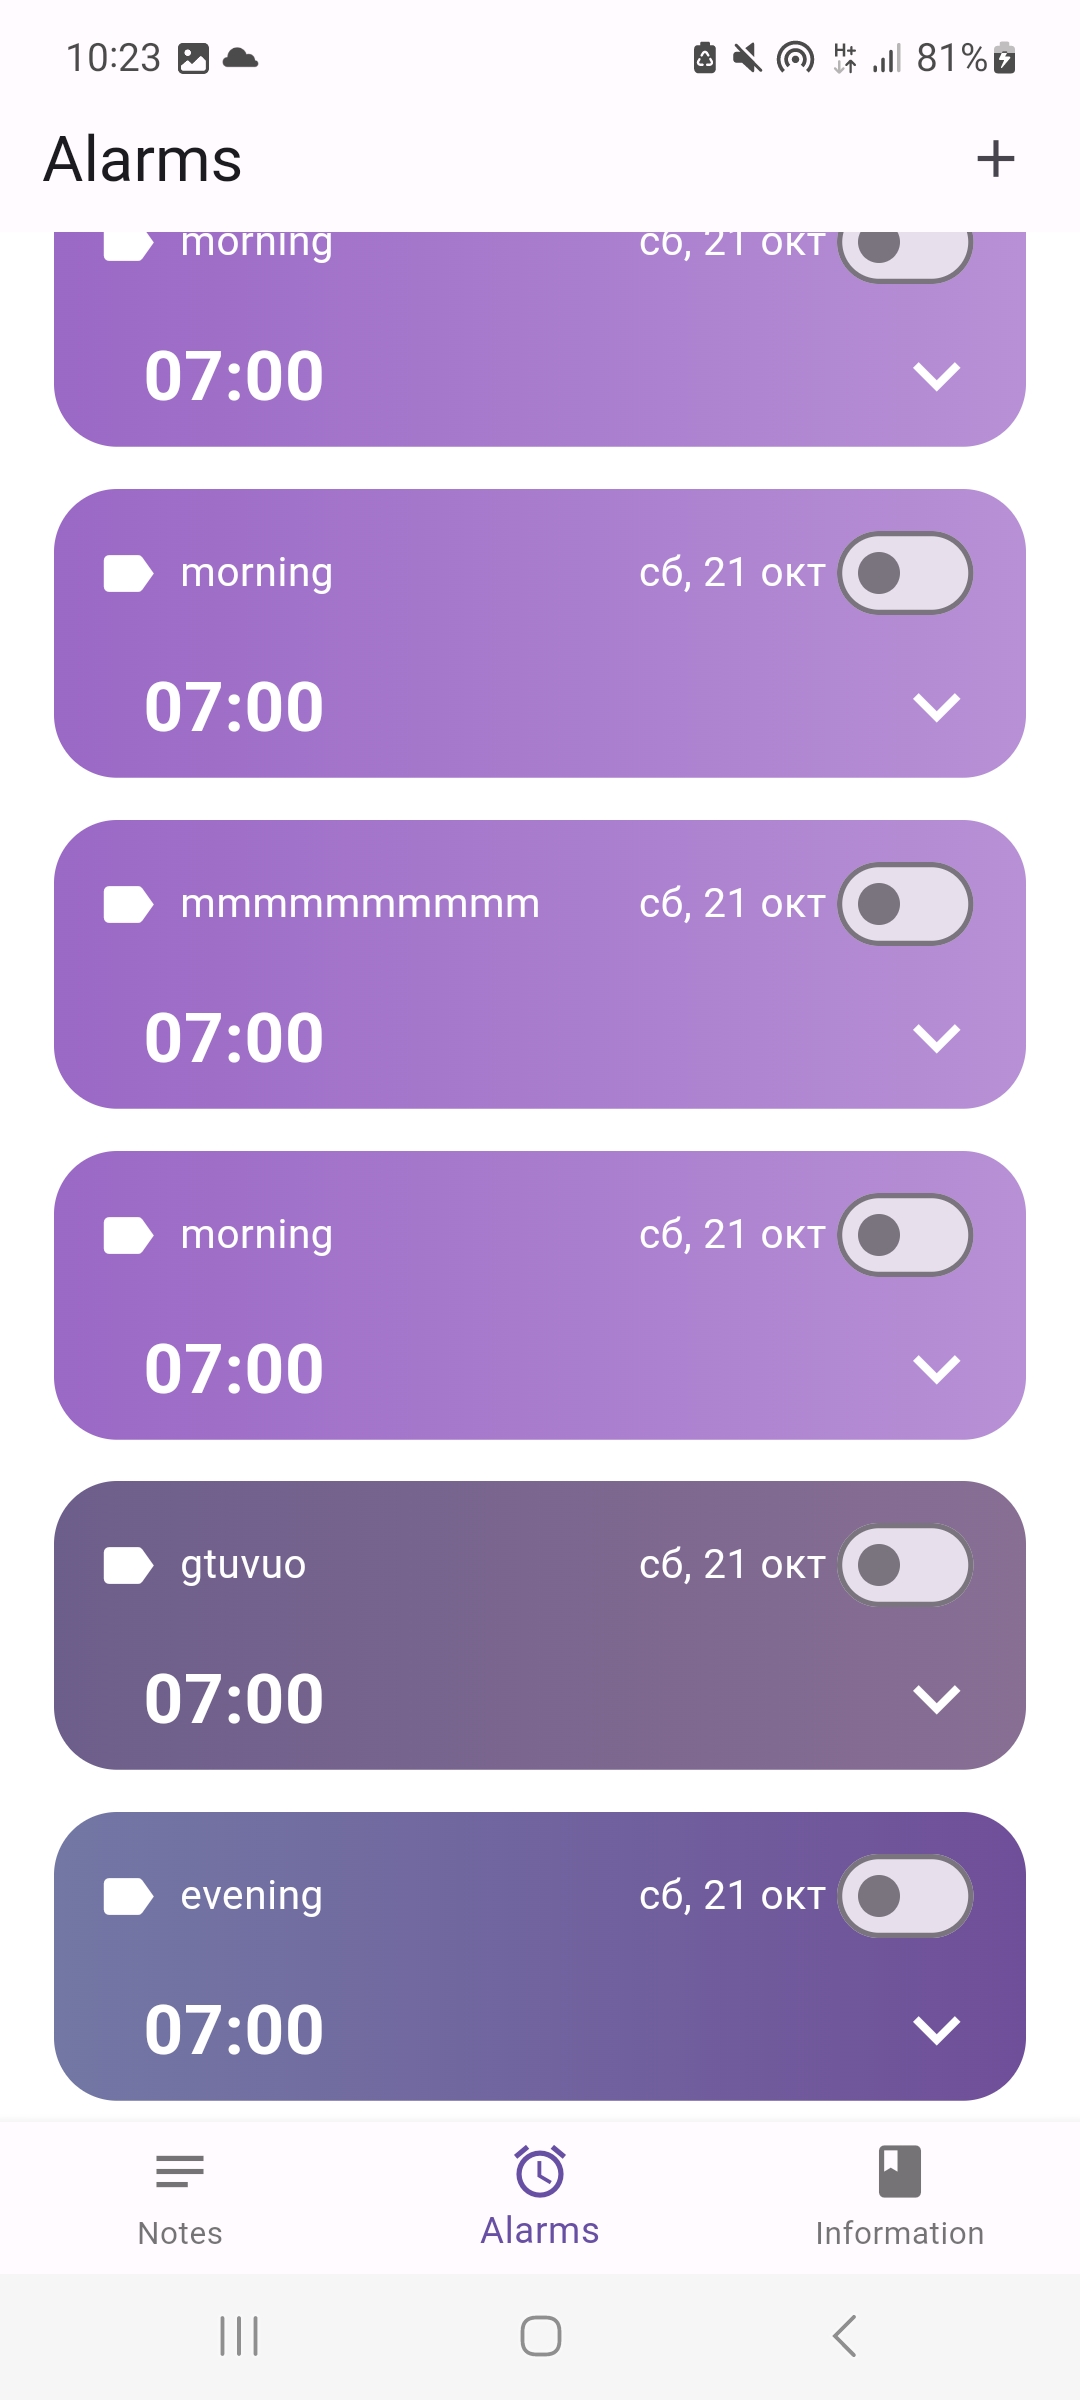 10:23 H+ 81%
Alarms
morning сб, 21 окт
07:00
morning сб, 21 окт
07:00
mmmmmmmmmm сб, 21 окт
07:00
morning сб, 21 окт
07:00
gtuvuo сб, 21 окт
07:00
evening сб, 21 окт
07:00
Notes Alarms Information